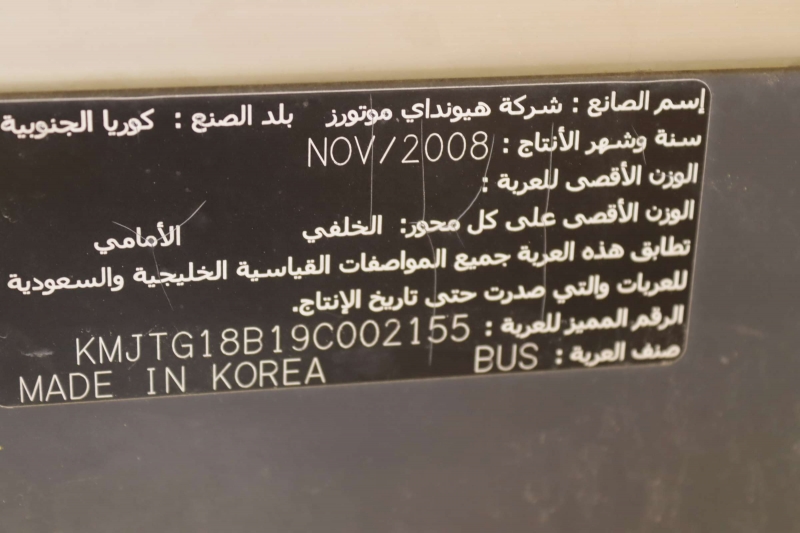 إسم الصانع : شركة هيونداي موتورز بلد الصنع : كوريا الجنوبية
سنة وشهر الأنتاج : NOV/2008
الوزن الأقصى للعربة :
الوزن الأقصى على كل محور: الخلفي الأمامي
تطابق هذه العربة جميع المواصفات القياسية الخليجية والسعودية
للعربات والتي صدرت حتى تاريخ الإنتاج.
الرقم المميز للعربة : KMJTG18B19C002155
صنف العربة : BUS
MADE IN KOREA